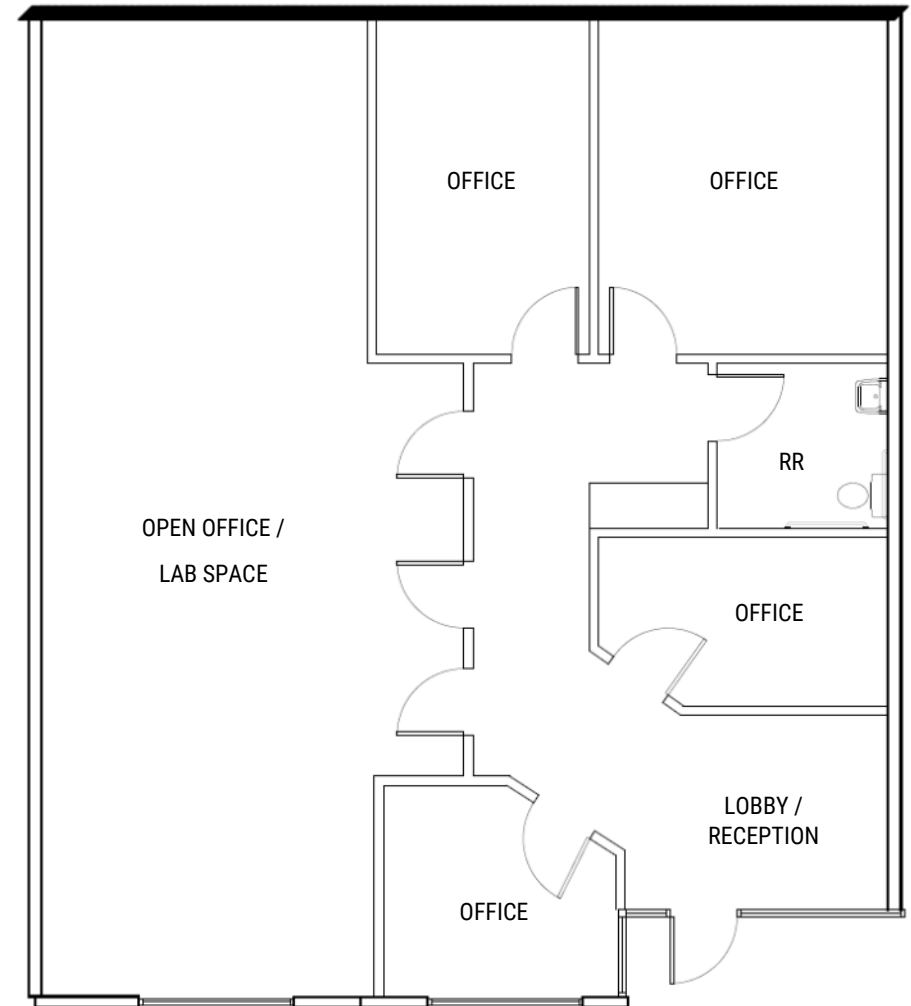 OFFICE
OFFICE
RR
OPEN OFFICE /
LAB SPACE
OFFICE
LOBBY /
RECEPTION
OFFICE